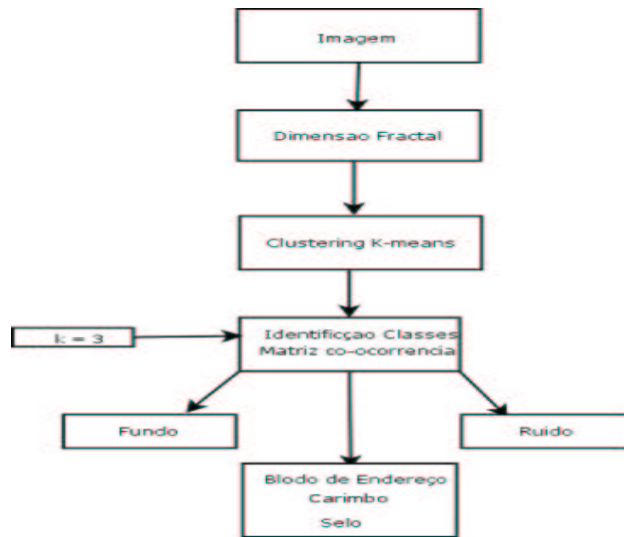 Imagem
Dimensao Fractal
Clustering K-means
k = 3
Identificçao Classes
Matriz co-ocorrencia
Fundo
Ruido
Blodo de Endereço
Carimbo
Selo